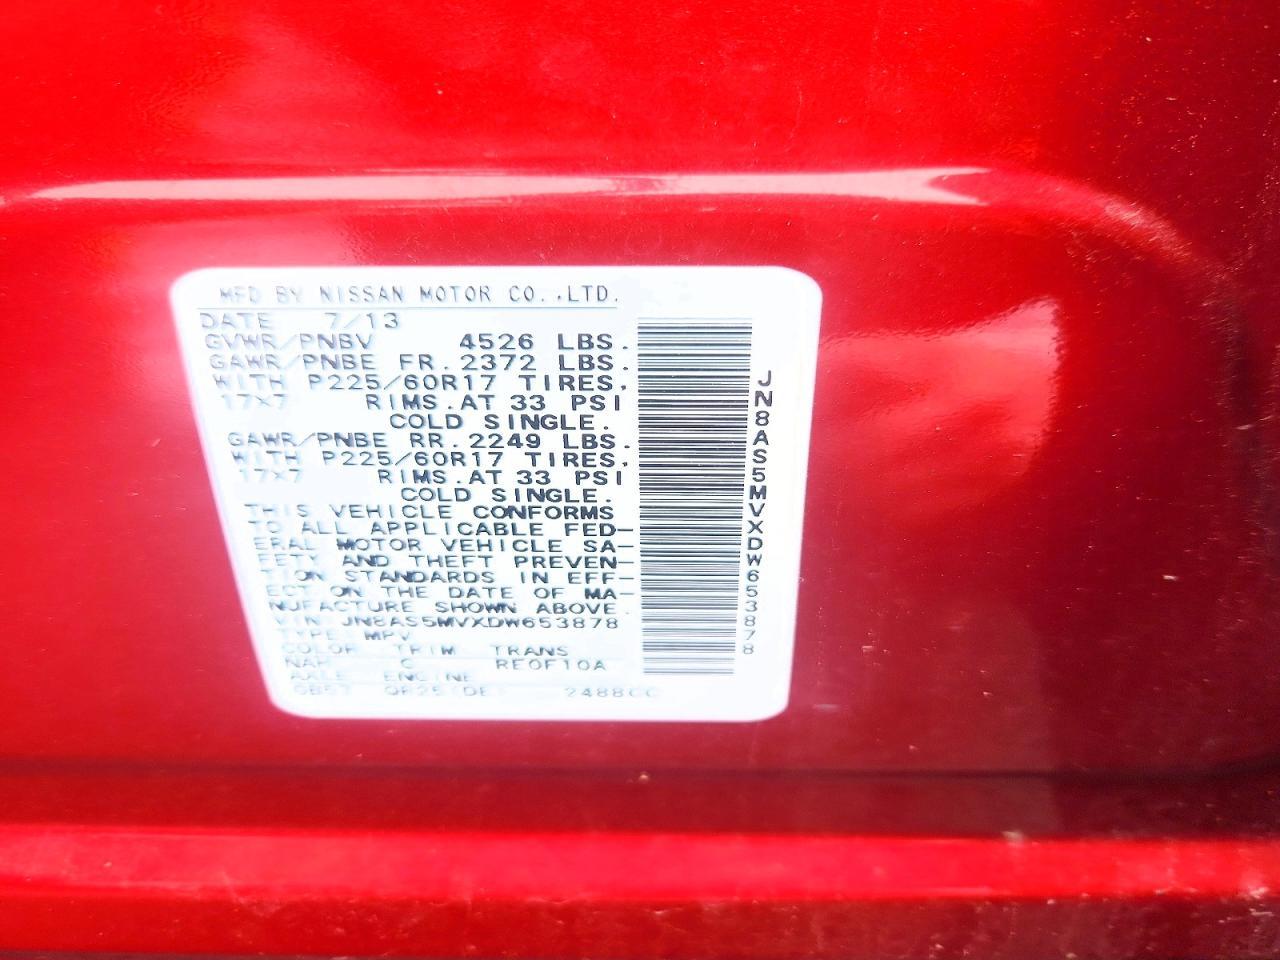 MFD BY NISSAN MOTOR CO.,LTD.
DATE 7/13
GVWR/PNBV 4526 LBS.
GAWR/PNBE FR.2372 LBS.
WITH P225/60R17 TIRES,
17X7 RIMS.AT 33 PSI
COLD SINGLE.
GAWR/PNBE RR.2249 LBS.
WITH P225/60R17 TIRES,
17X7 RIMS.AT 33 PSI
COLD SINGLE.
THIS VEHICLE CONFORMS
TO ALL APPLICABLE FED-
ERAL MOTOR VEHICLE SA-
FETY AND THEFT PREVEN-
TION STANDARDS IN EFF-
ECT ON THE DATE OF MA-
NUFACTURE SHOWN ABOVE.
VIN JN8AS5MVXDW653878
TYPE MPV
COLOR TRIM TRANS
NAH C RE0F10A
AXLE ENGINE
QR25(DE) 2488CC
JN8AS5MVXDW653878